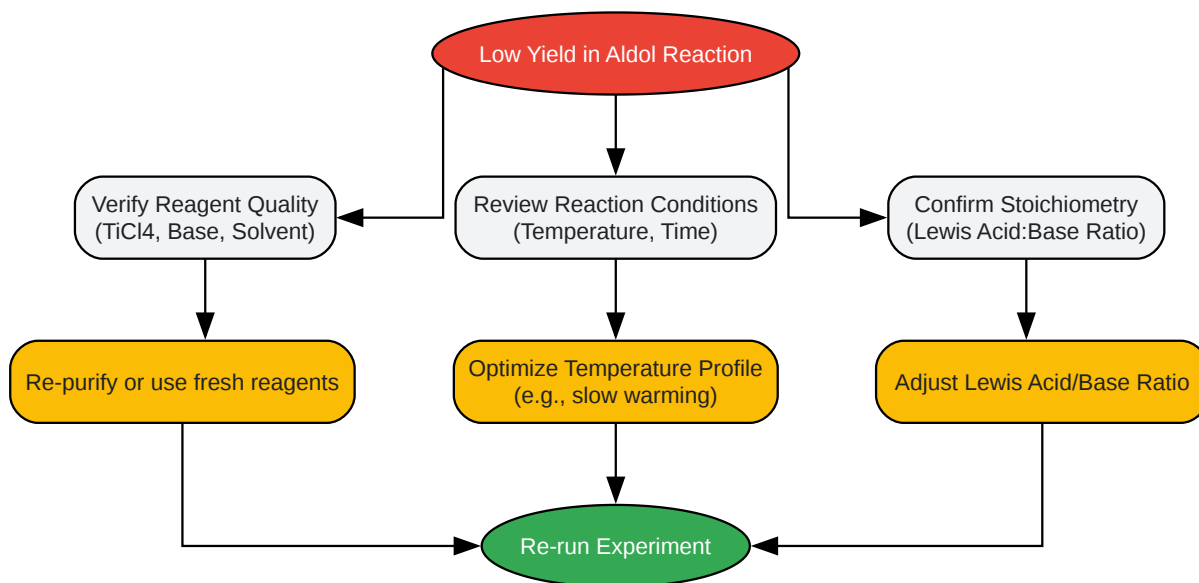 Low Yield in Aldol Reaction
Verify Reagent Quality
(TiCl4, Base, Solvent)
Review Reaction Conditions
(Temperature, Time)
Confirm Stoichiometry
(Lewis Acid:Base Ratio)
Re-purify or use fresh reagents
Optimize Temperature Profile
(e.g., slow warming)
Adjust Lewis Acid/Base Ratio
Re-run Experiment